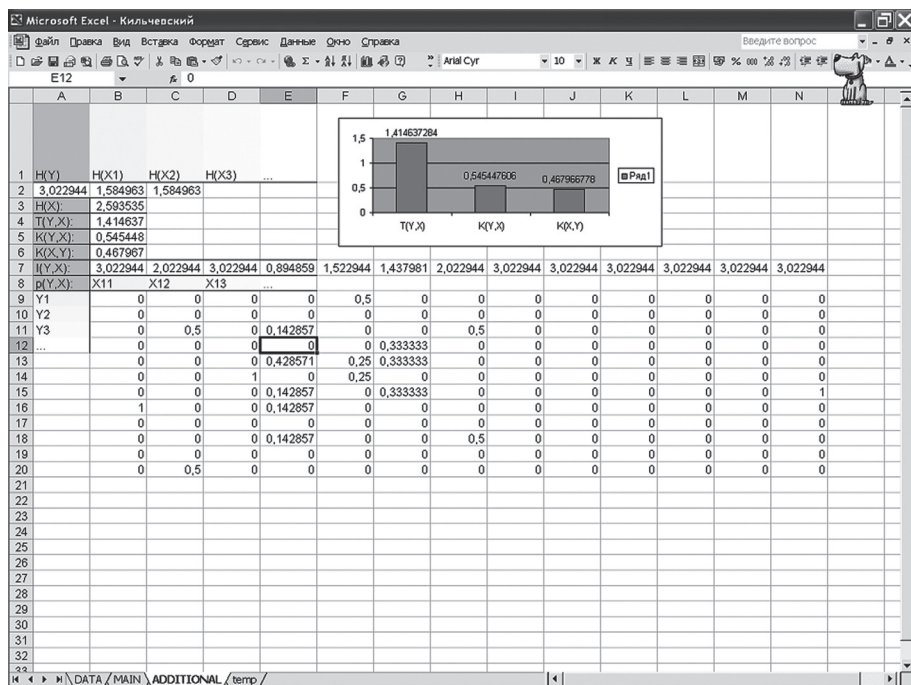 Microsoft Excel - Кильчевский
Файл Правка Вид Вставка Формат Сервис Данные Окно Справка Введите вопрос
Arial Cyr 10 Ж К Ч
E12 fx 0
A B C D E F G H I J K L M N
1,5 1,414637284
1 0,545447606 0,467966778 Ряд1
0,5
0
T(Y,X) K(Y,X) K(X,Y)
1 H(Y) H(X1) H(X2) H(X3) ...
2 3,022944 1,584963 1,584963
3 H(X): 2,593535
4 T(Y,X): 1,414637
5 K(Y,X): 0,545448
6 K(X,Y): 0,467967
7 I(Y,X): 3,022944 2,022944 3,022944 0,894859 1,522944 1,437981 2,022944 3,022944 3,022944 3,022944 3,022944 3,022944 3,022944
8 p(Y,X): X11 X12 X13 ...
9 Y1 0 0 0 0 0,5 0 0 0 0 0 0 0 0
10 Y2 0 0 0 0 0 0 0 0 0 0 0 0 0
11 Y3 0 0,5 0 0,142857 0 0 0,5 0 0 0 0 0 0
12 ... 0 0 0 0 0 0,333333 0 0 0 0 0 0 0
13 0 0 0 0,428571 0,25 0,333333 0 0 0 0 0 0 0
14 0 0 1 0 0,25 0 0 0 0 0 0 0 0
15 0 0 0 0,142857 0 0,333333 0 0 0 0 0 0 1
16 1 0 0 0,142857 0 0 0 0 0 0 0 0 0
17 0 0 0 0 0 0 0 0 0 0 0 0 0
18 0 0 0 0,142857 0 0 0,5 0 0 0 0 0 0
19 0 0 0 0 0 0 0 0 0 0 0 0 0
20 0 0,5 0 0 0 0 0 0 0 0 0 0 0
21
22
23
24
25
26
27
28
29
30
31
32
33
DATA MAIN ADDITIONAL temp